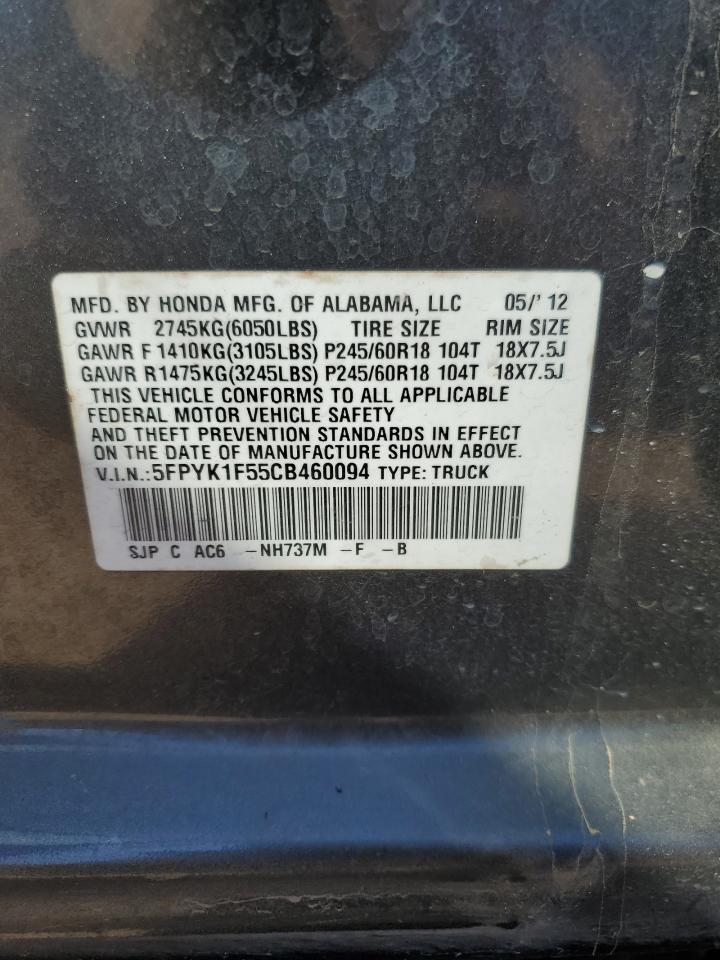 MFD. BY HONDA MFG. OF ALABAMA, LLC 05/' 12
GVWR 2745KG(6050LBS) TIRE SIZE RIM SIZE
GAWR F 1410KG(3105LBS) P245/60R18 104T 18X7.5J
GAWR R1475KG(3245LBS) P245/60R18 104T 18X7.5J
THIS VEHICLE CONFORMS TO ALL APPLICABLE
FEDERAL MOTOR VEHICLE SAFETY
AND THEFT PREVENTION STANDARDS IN EFFECT
ON THE DATE OF MANUFACTURE SHOWN ABOVE.
V.I.N.:5FPYK1F55CB460094 TYPE: TRUCK
SJP C AC6 -NH737M -F -B